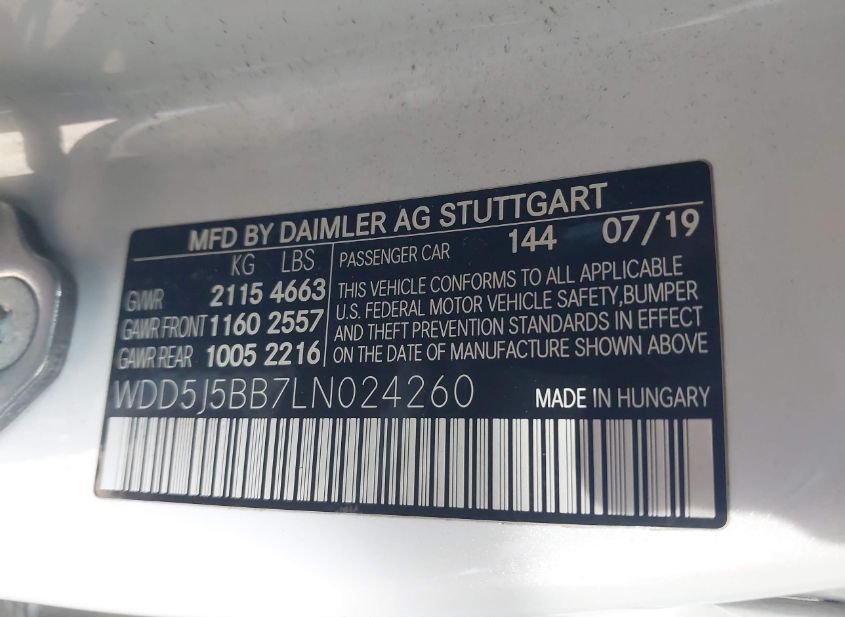 MFD BY DAIMLER AG STUTTGART
KG LBS
GVWR 2115 4663
GAWR FRONT 1160 2557
GAWR REAR 1005 2216
PASSENGER CAR 144 07/19
THIS VEHICLE CONFORMS TO ALL APPLICABLE
U.S. FEDERAL MOTOR VEHICLE SAFETY,BUMPER
AND THEFT PREVENTION STANDARDS IN EFFECT
ON THE DATE OF MANUFACTURE SHOWN ABOVE
WDD5J5BB7LN024260 MADE IN HUNGARY